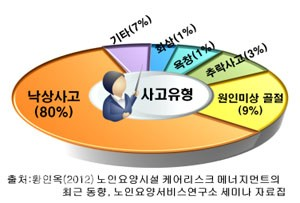 기타(7%)
화상(1%)
욕창(1%)
추락사고(3%)
낙상사고
(80%)
사고유형
원인미상 골절
(9%)
출처:황인옥(2012) 노인요양시설 케어리스크 메너지먼트의
최근 동향, 노인요양서비스연구소 세미나 자료집